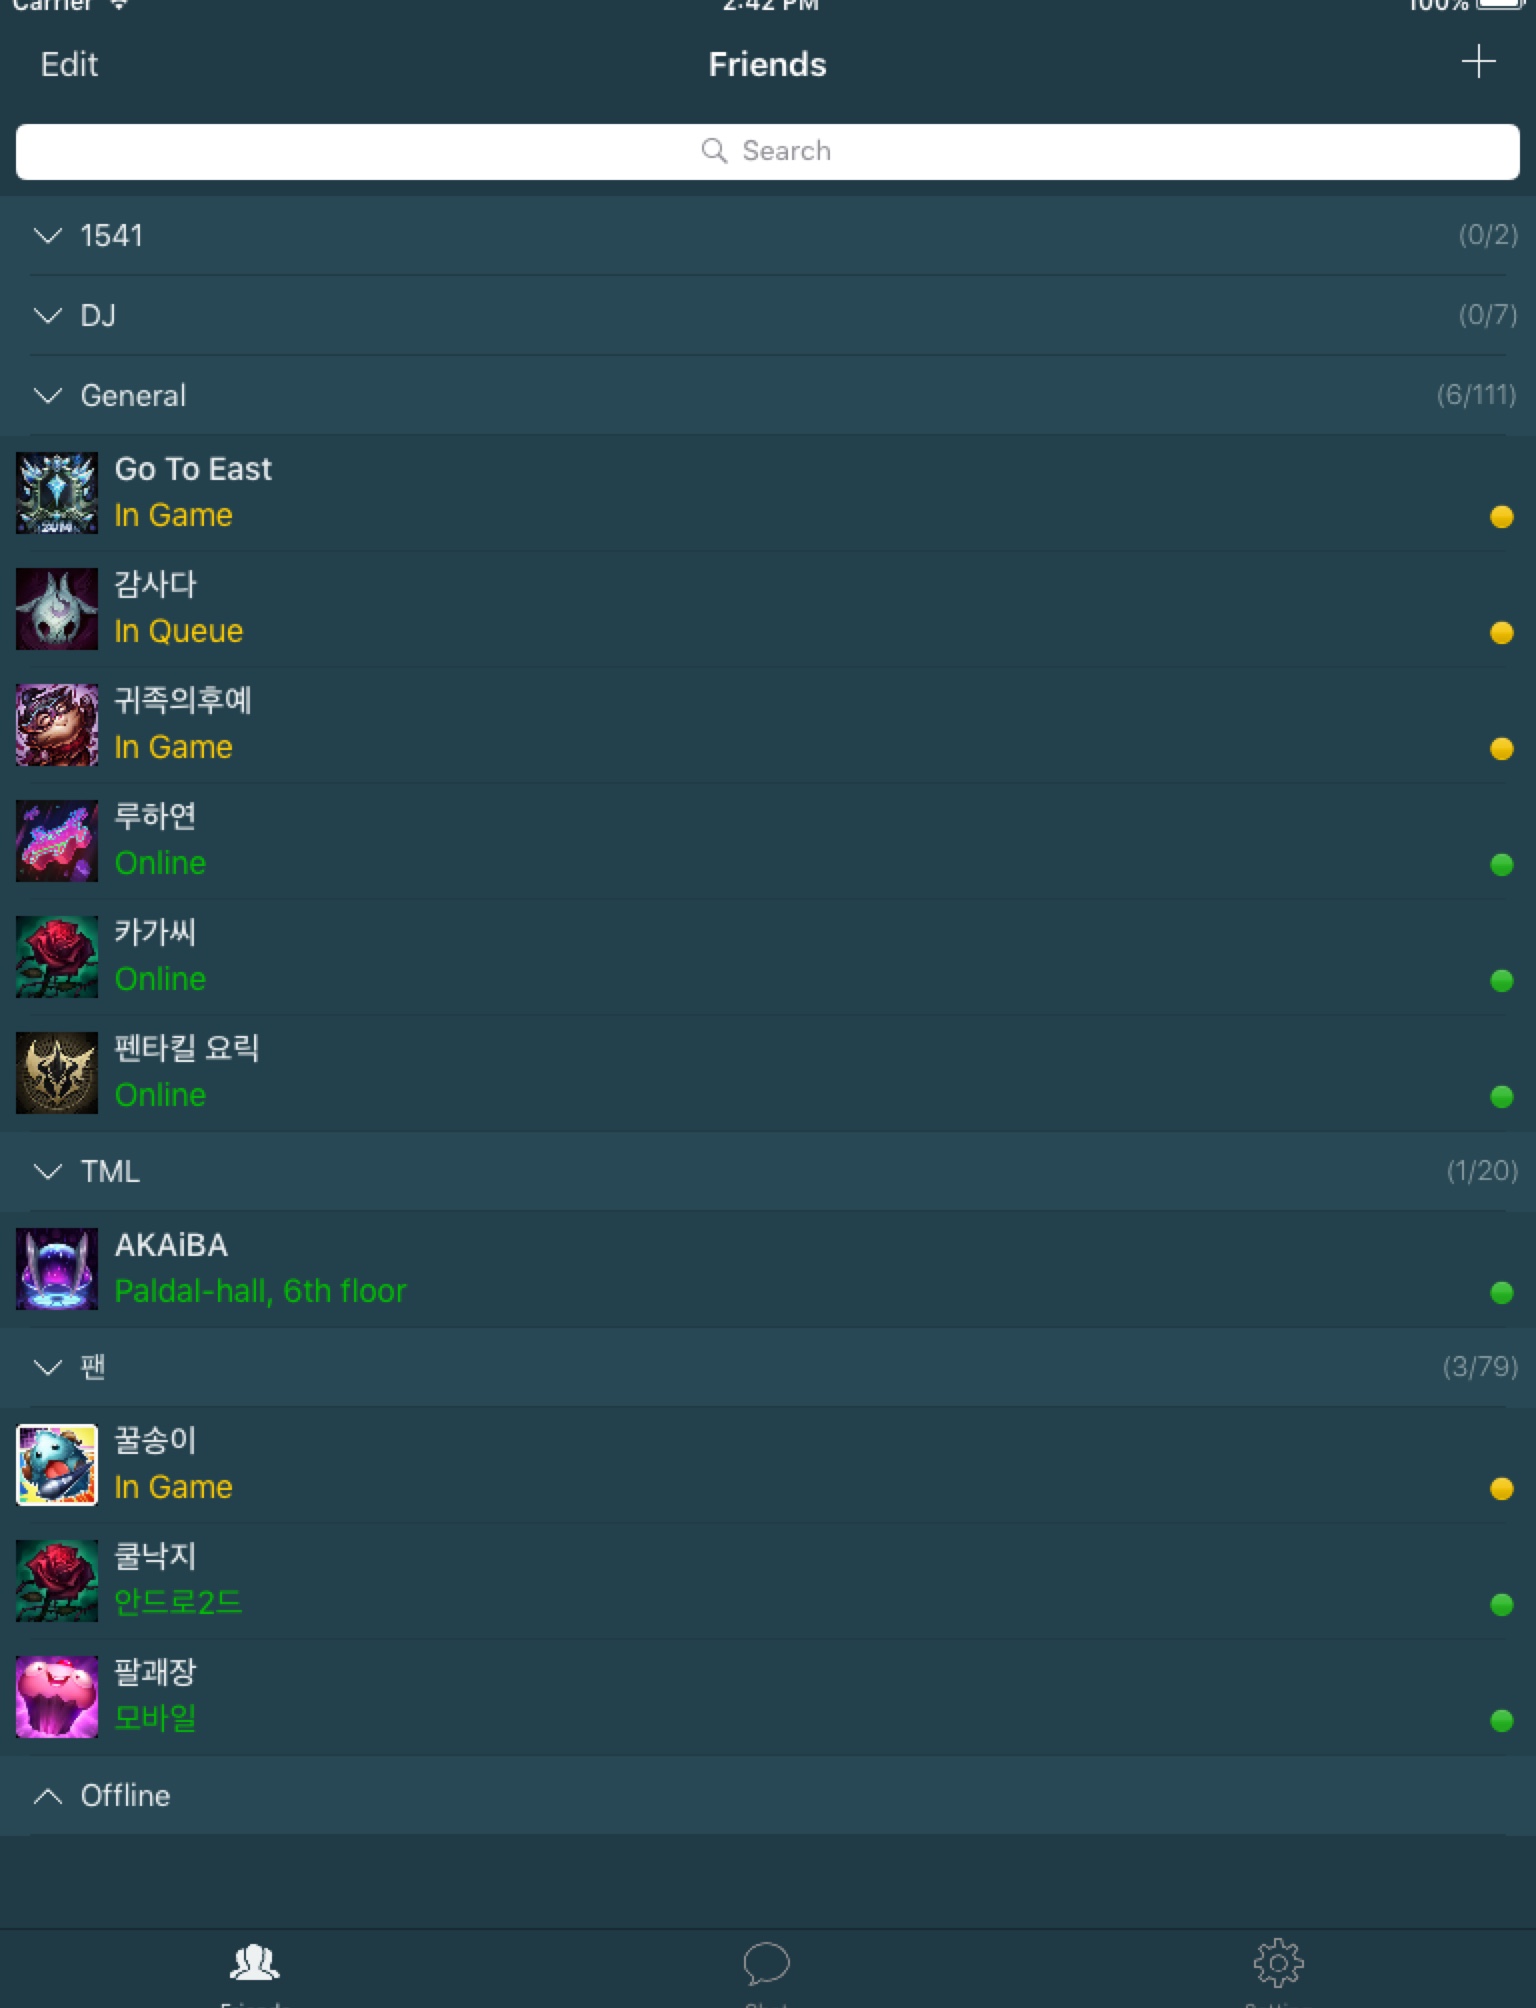 Carrier
2:42 PM
100%
Edit
Friends
Search
1541
(0/2)
DJ
(0/7)
General
(6/111)
Go To East
In Game
감사다
In Queue
귀족의후예
In Game
루하연
Online
카가씨
Online
펜타킬 요릭
Online
TML
(1/20)
AKAiBA
Paldal-hall, 6th floor
팬
(3/79)
꿀송이
In Game
쿨낙지
안드로2드
팔괘장
모바일
Offline